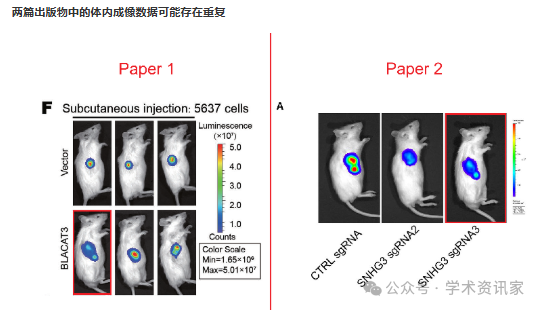 两篇出版物中的体内成像数据可能存在重复
Paper 1
Paper 2
F
Subcutaneous injection: 5637 cells
Vector
BLACAT3
Luminescence
(×10⁷)
5.0
4.0
3.0
2.0
1.0
Counts
Color Scale
Min=1.65×10⁶
Max=5.01×10⁷
A
CTRL sgRNA
SNHG3 sgRNA2
SNHG3 sgRNA3
公众号 · 学术资讯家